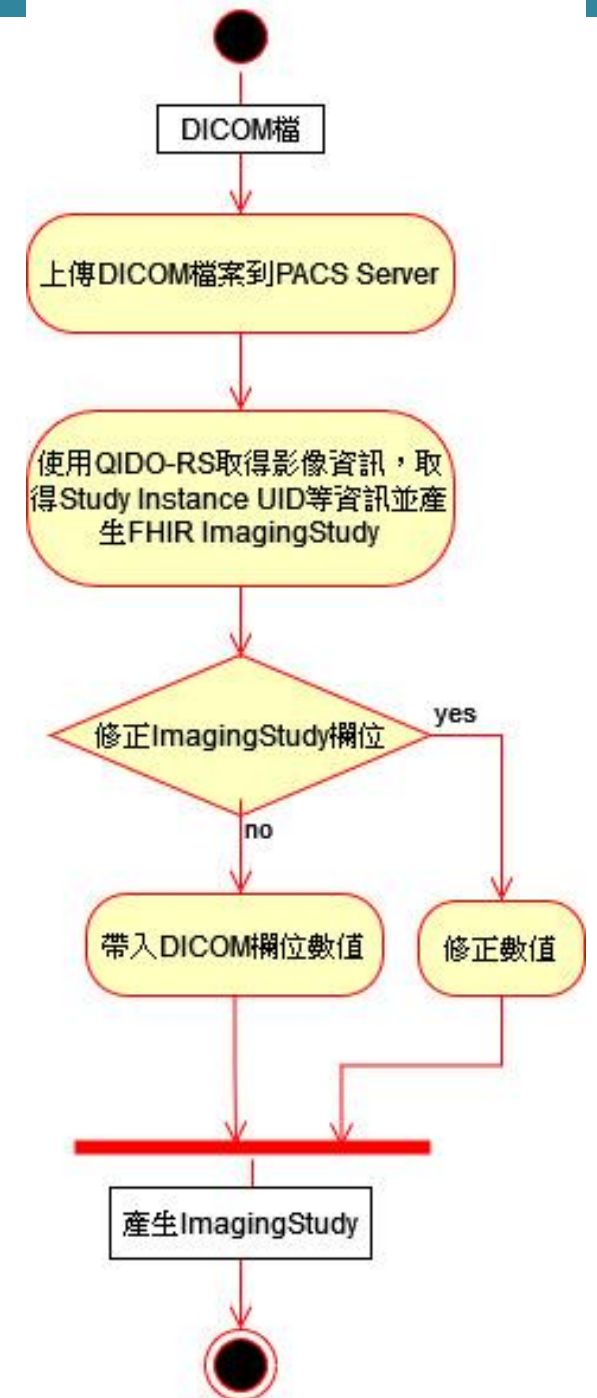 DICOM檔
上傳DICOM檔案到PACS Server
使用QIDO-RS取得影像資訊，取
得Study Instance UID等資訊並產
生FHIR ImagingStudy
修正ImagingStudy欄位
yes
no
帶入DICOM欄位數值
修正數值
產生ImagingStudy